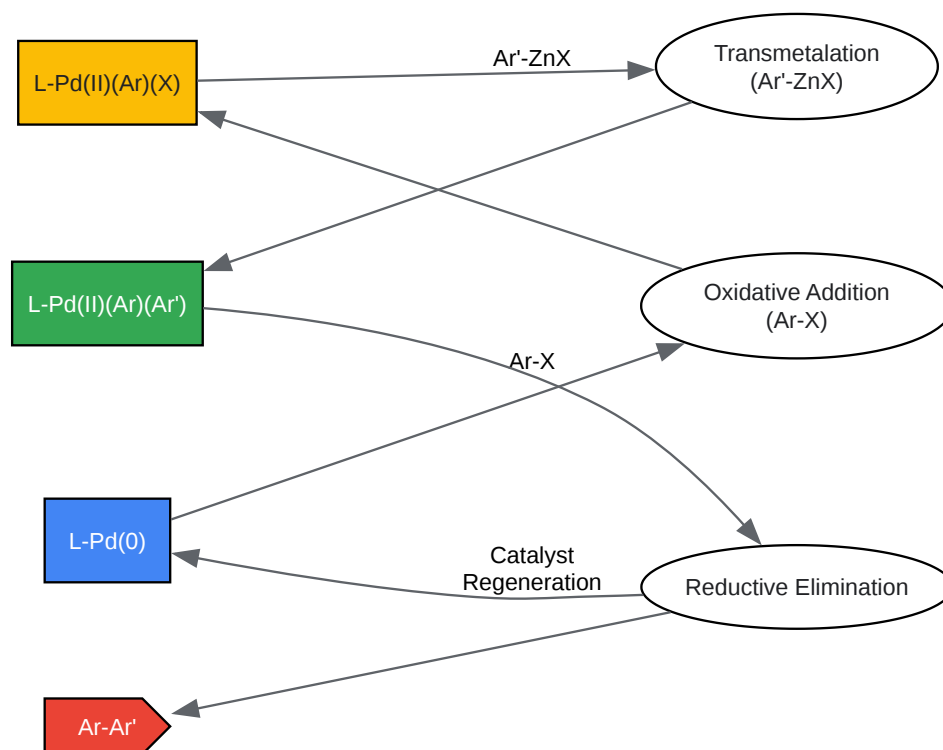 L-Pd(II)(Ar)(X)
Ar'-ZnX
Transmetalation
(Ar'-ZnX)
L-Pd(II)(Ar)(Ar')
Oxidative Addition
(Ar-X)
Ar-X
L-Pd(0)
Catalyst
Regeneration
Reductive Elimination
Ar-Ar'